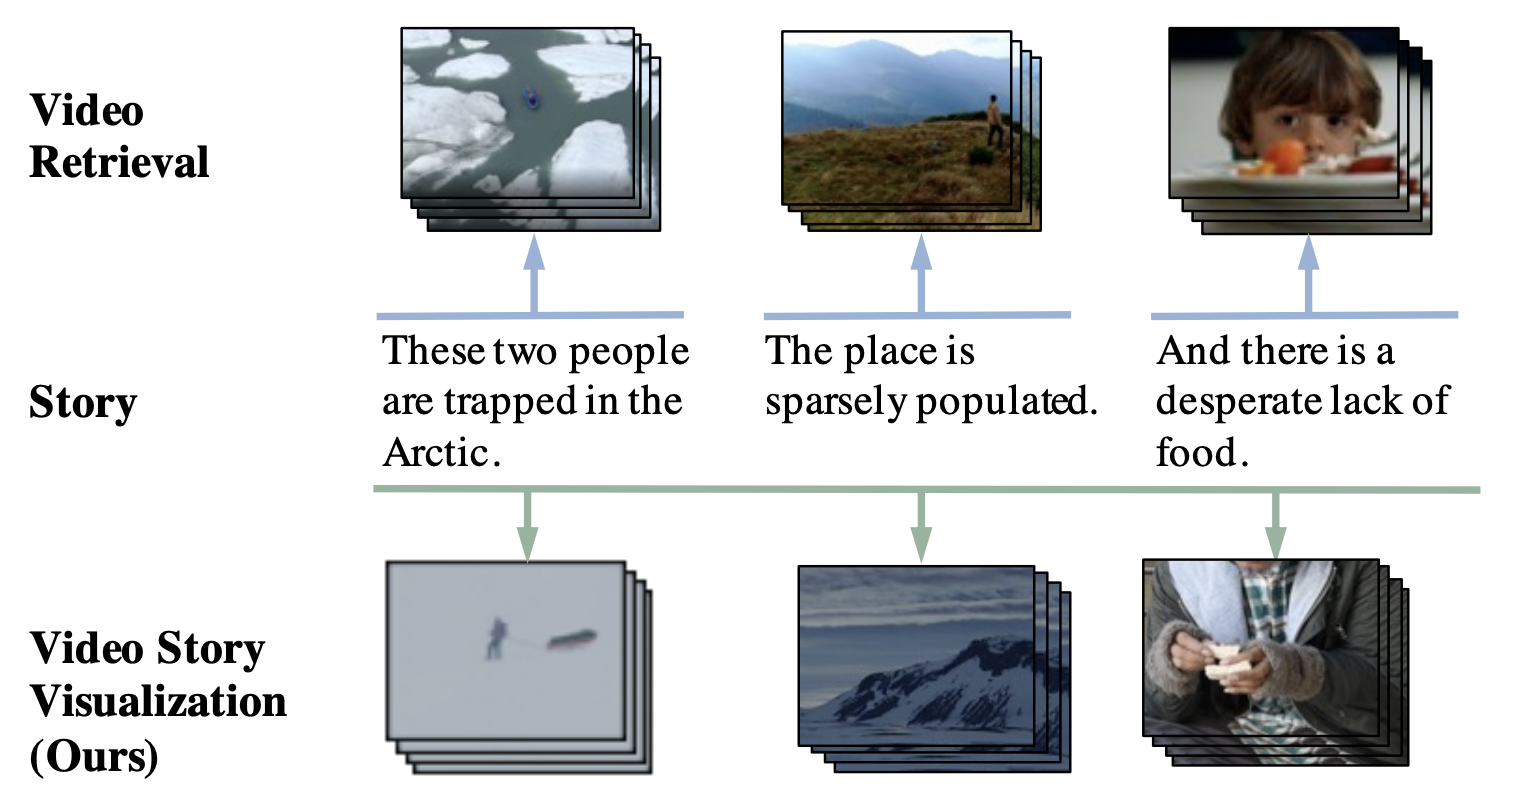 Video
Retrieval
These two people
are trapped in the
Arctic.
The place is
sparsely populated.
And there is a
desperate lack of
food.
Story
Video Story
Visualization
(Ours)